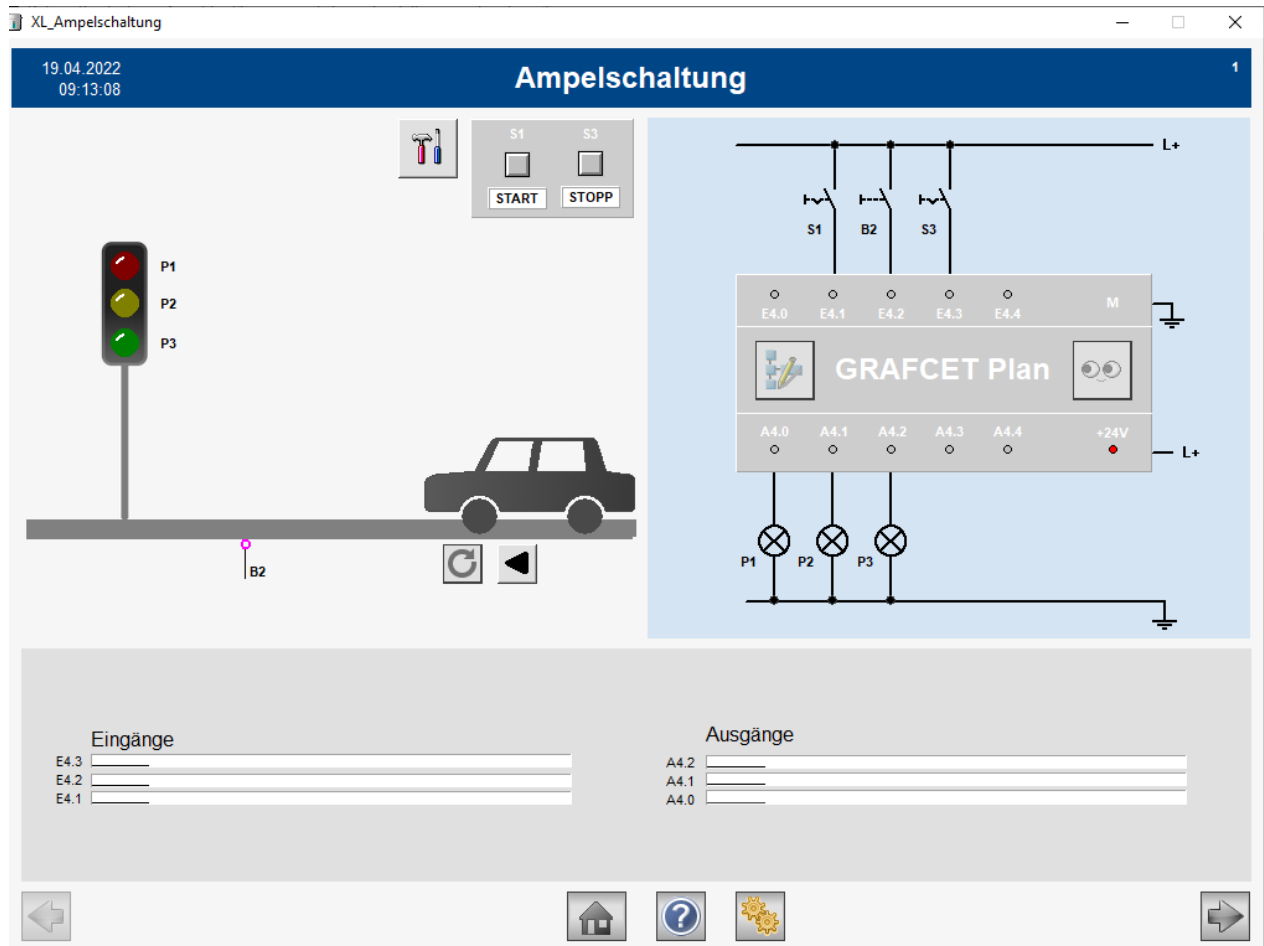 XL_Ampelschaltung
19.04.2022
09:13:08
Ampelschaltung
1
S1 S3
START STOPP
P1
P2
P3
B2
L+
S1 B2 S3
E4.0 E4.1 E4.2 E4.3 E4.4 M
GRAFCET Plan
A4.0 A4.1 A4.2 A4.3 A4.4 +24V
L+
P1 P2 P3
Eingänge
E4.3
E4.2
E4.1
Ausgänge
A4.2
A4.1
A4.0
?